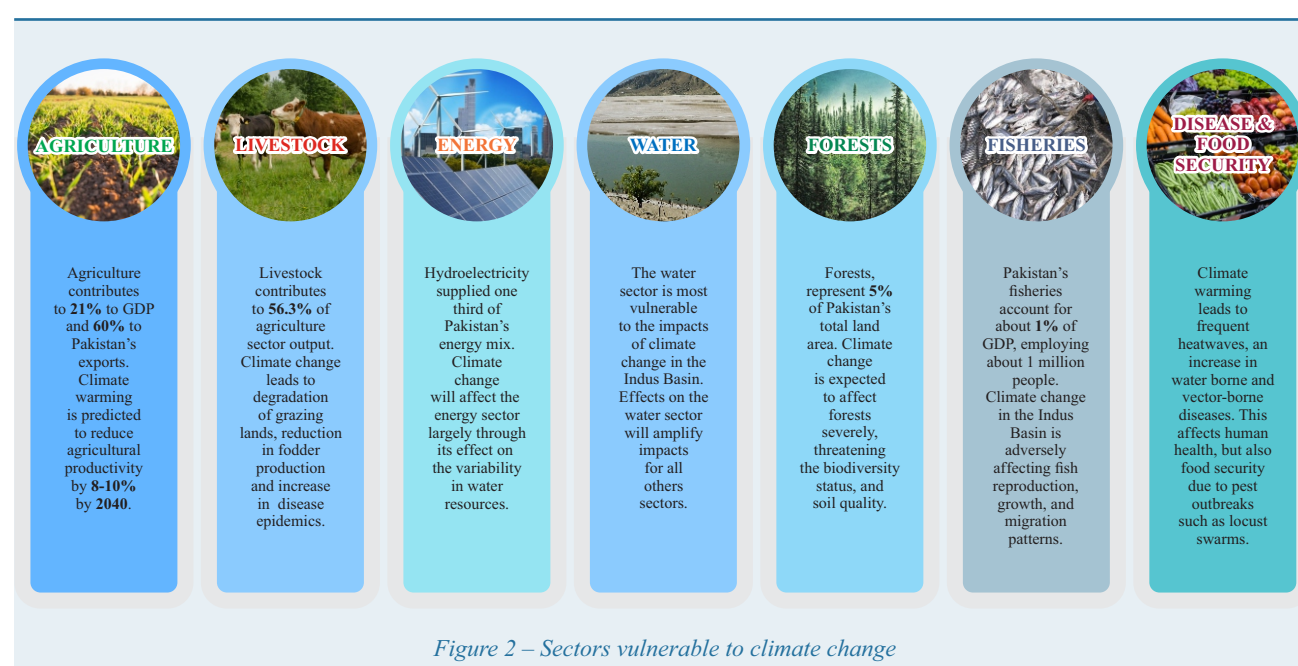 AGRICULTURE
Agriculture
contributes
to 21% to GDP
and 60% to
Pakistan's
exports.
Climate
warming
is predicted
to reduce
agricultural
productivity
by 8-10%
by 2040.
LIVESTOCK
Livestock
contributes
to 56.3% of
agriculture
sector output.
Climate change
leads to
degradation
of grazing
lands, reduction
in fodder
production
and increase
in disease
epidemics.
ENERGY
Hydroelectricity
supplied one
third of
Pakistan's
energy mix.
Climate
change
will affect the
energy sector
largely through
its effect on
the variability
in water
resources.
WATER
The water
sector is most
vulnerable
to the impacts
of climate
change in the
Indus Basin.
Effects on the
water sector
will amplify
impacts
for all
others
sectors.
FORESTS
Forests,
represent 5%
of Pakistan's
total land
area. Climate
change
is expected
to affect
forests
severely,
threatening
the biodiversity
status, and
soil quality.
FISHERIES
Pakistan's
fisheries
account for
about 1% of
GDP, employing
about 1 million
people.
Climate change
in the Indus
Basin is
adversely
affecting fish
reproduction,
growth, and
migration
patterns.
DISEASE &
FOOD
SECURITY
Climate
warming
leads to
frequent
heatwaves, an
increase in
water borne and
vector-borne
diseases. This
affects human
health, but also
food security
due to pest
outbreaks
such as locust
swarms.
Figure 2 – Sectors vulnerable to climate change